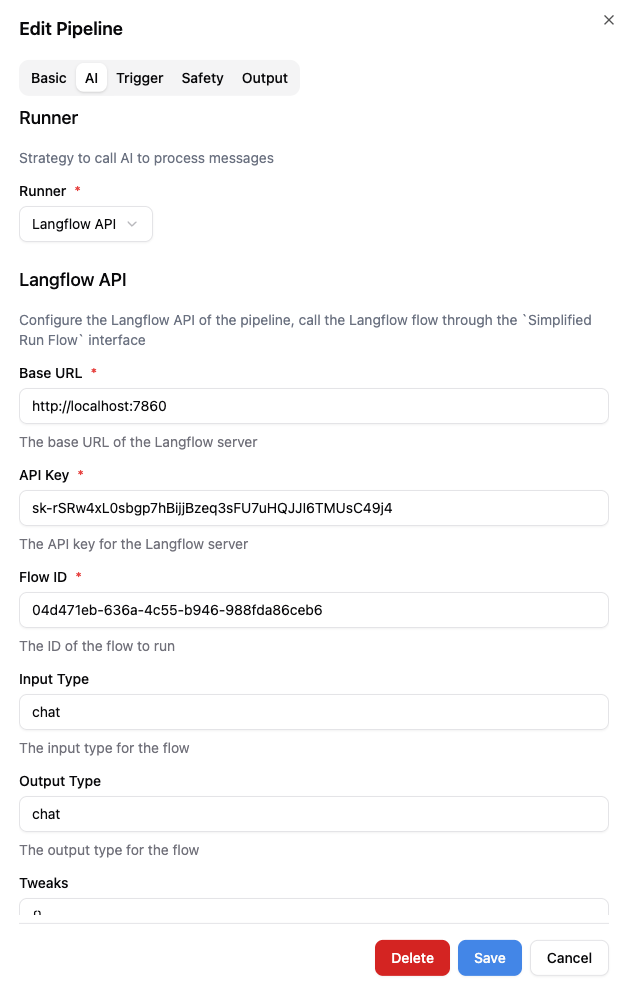 Edit Pipeline
Basic AI Trigger Safety Output
Runner
Strategy to call AI to process messages
Runner *
Langflow API
Langflow API
Configure the Langflow API of the pipeline, call the Langflow flow through the `Simplified
Run Flow` interface
Base URL *
http://localhost:7860
The base URL of the Langflow server
API Key *
sk-rSRw4xL0sbgp7hBijjBzeq3sFU7uHQJJl6TMUsC49j4
The API key for the Langflow server
Flow ID *
04d471eb-636a-4c55-b946-988fda86ceb6
The ID of the flow to run
Input Type
chat
The input type for the flow
Output Type
chat
The output type for the flow
Tweaks
Delete Save Cancel